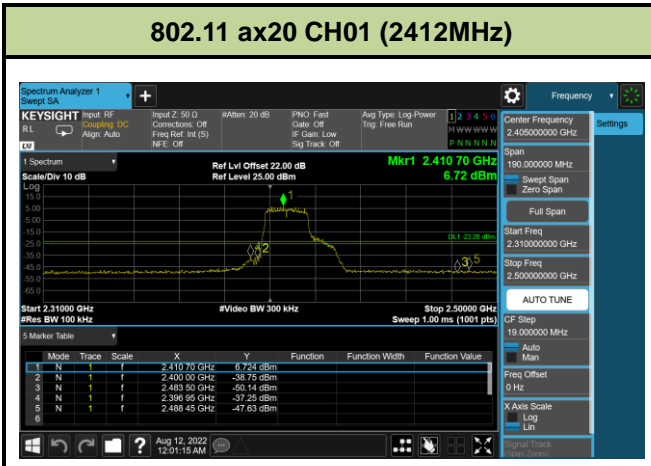 802.11 ax20 CH01 (2412MHz)
Spectrum Analyzer 1
Swept SA
+
Frequency
Settings
KEYSIGHT
RL
Input: RF
Coupling: DC
Align: Auto
Input Z: 50 Ω
Corrections: Off
Freq Ref: Int (S)
NFE: Off
#Atten: 20 dB
PNO: Fast
Gate: Off
IF Gain: Low
Sig Track: Off
Avg Type: Log-Power
Trig: Free Run
1 2 3 4 5 6
M W W W W W
P N N N N N
1 Spectrum
Scale/Div 10 dB
Ref Lvl Offset 22.00 dB
Ref Level 25.00 dBm
Mkr1 2.410 70 GHz
6.72 dBm
Log
15.0
5.00
-5.00
-15.0
-25.0
-35.0
-45.0
-55.0
-65.0
1
DL1 -23.28 dBm
4 2
3 5
Start 2.31000 GHz
#Res BW 100 kHz
#Video BW 300 kHz
Stop 2.50000 GHz
Sweep 1.00 ms (1001 pts)
5 Marker Table
Mode Trace Scale X Y Function Function Width Function Value
1 N 1 f 2.410 70 GHz 6.724 dBm
2 N 1 f 2.400 00 GHz -38.75 dBm
3 N 1 f 2.483 50 GHz -50.14 dBm
4 N 1 f 2.396 95 GHz -37.25 dBm
5 N 1 f 2.488 45 GHz -47.63 dBm
6
Center Frequency
2.405000000 GHz
Span
190.000000 MHz
Swept Span
Zero Span
Full Span
Start Freq
2.310000000 GHz
Stop Freq
2.500000000 GHz
AUTO TUNE
CF Step
19.000000 MHz
Auto
Man
Freq Offset
0 Hz
X Axis Scale
Log
Lin
Signal Track
(Span Zoom)
?
Aug 12, 2022
12:01:15 AM